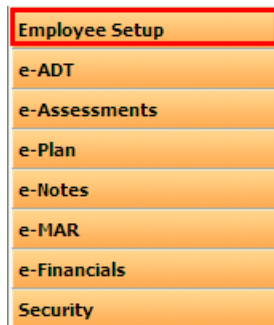 Employee Setup
e-ADT
e-Assessments
e-Plan
e-Notes
e-MAR
e-Financials
Security